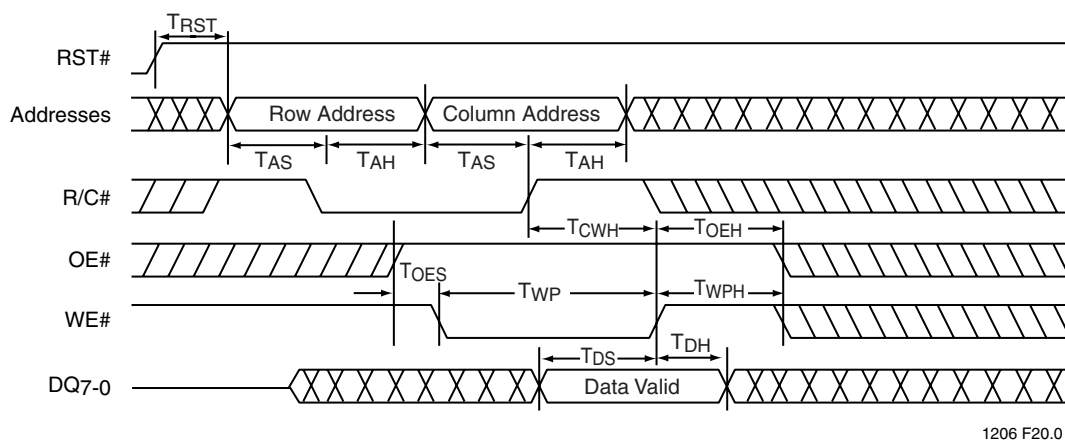 TRST
RST#
Addresses
Row Address
Column Address
TAS
TAH
TAS
TAH
R/C#
TCWH
TOEH
OE#
TOES
TWP
TWPH
WE#
TDS
TDH
DQ7-0
Data Valid
1206 F20.0